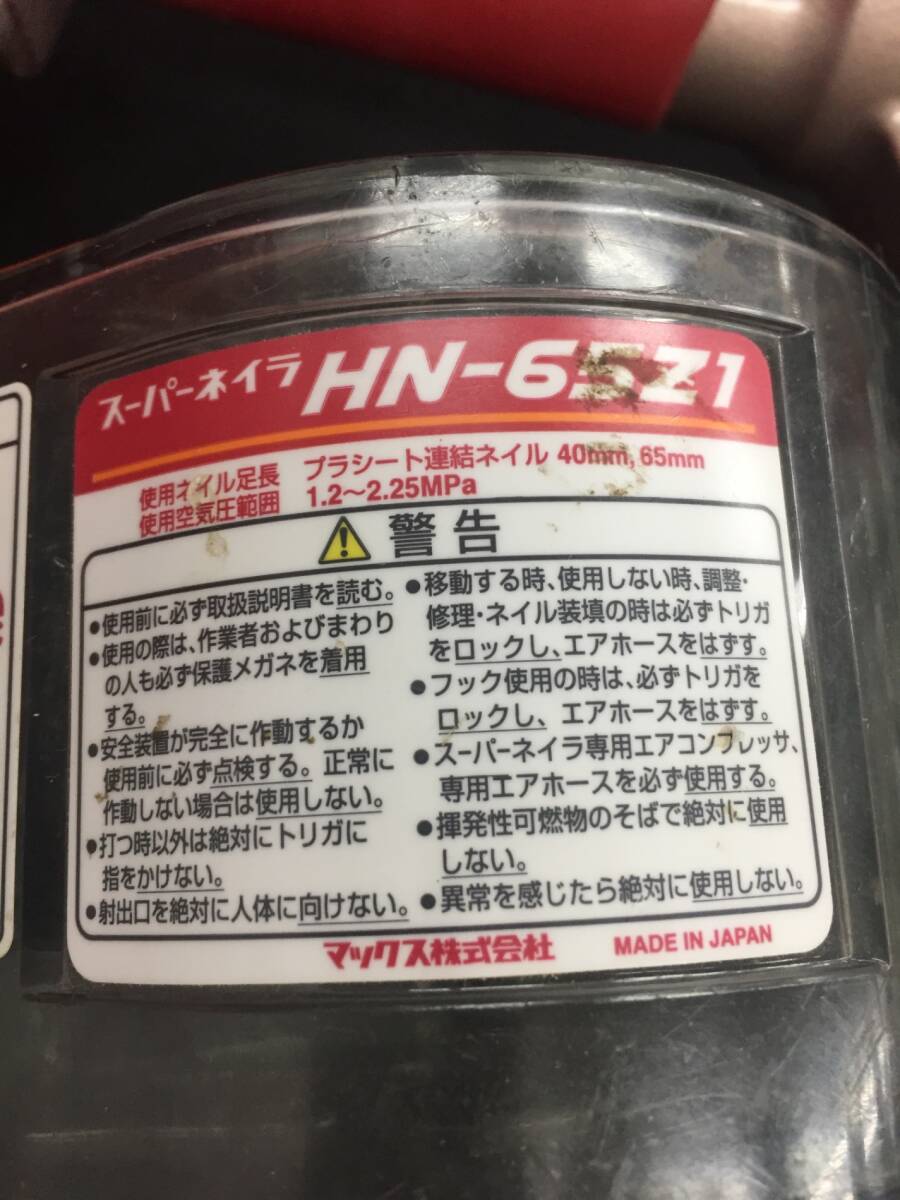 スーパーネイラ HN-65Z1
使用ネイル足長 プラシート連結ネイル 40mm, 65mm
使用空気圧範囲 1.2～2.25MPa
警告
●使用前に必ず取扱説明書を読む。
●使用の際は、作業者およびまわり
の人も必ず保護メガネを着用
する。
●安全装置が完全に作動するか
使用前に必ず点検する。正常に
作動しない場合は使用しない。
●打つ時以外は絶対にトリガに
指をかけない。
●射出口を絶対に人体に向けない。
●移動する時、使用しない時、調整・
修理・ネイル装填の時は必ずトリガ
をロックし、エアホースをはずす。
●フック使用の時は、必ずトリガを
ロックし、エアホースをはずす。
●スーパーネイラ専用エアコンプレッサ、
専用エアホースを必ず使用する。
●揮発性可燃物のそばで絶対に使用
しない。
●異常を感じたら絶対に使用しない。
マックス株式会社 MADE IN JAPAN